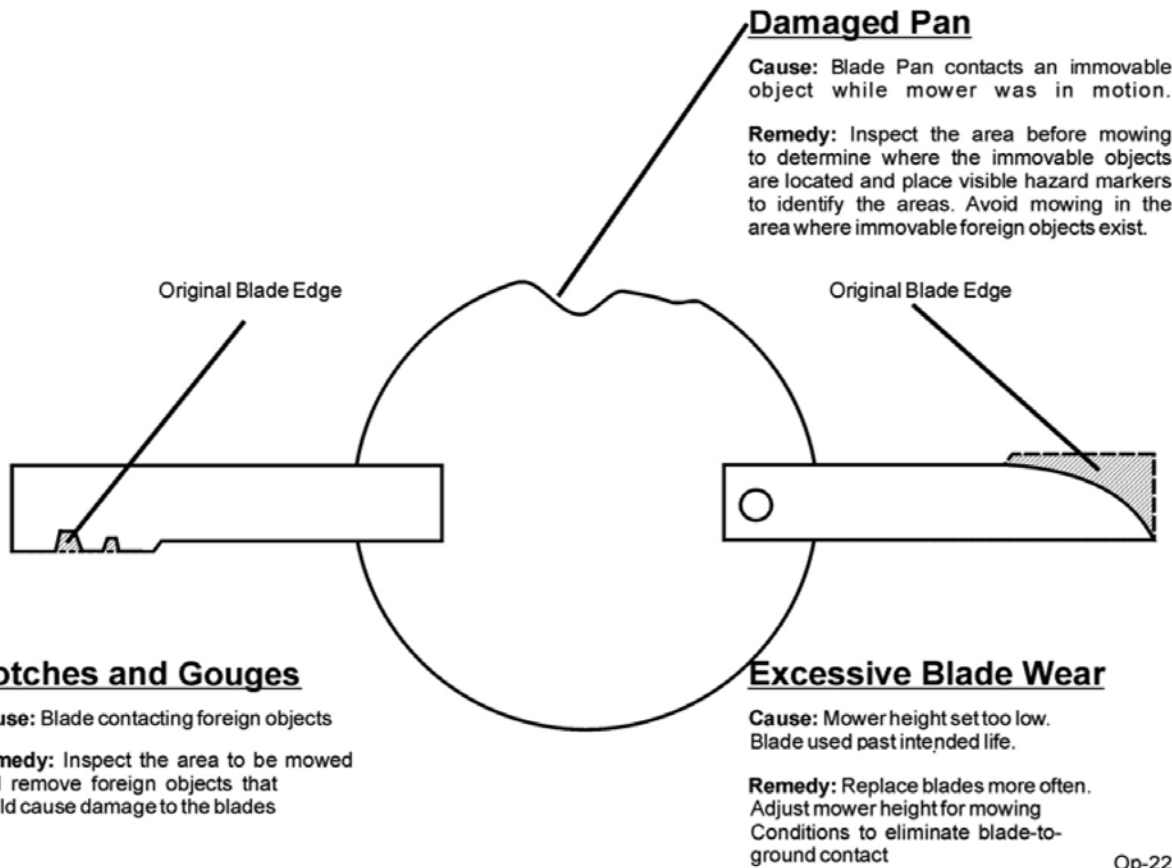 Damaged Pan
Cause: Blade Pan contacts an immovable
object while mower was in motion.
Remedy: Inspect the area before mowing
to determine where the immovable objects
are located and place visible hazard markers
to identify the areas. Avoid mowing in the
area where immovable foreign objects exist.
Original Blade Edge
Original Blade Edge
otches and Gouges
use: Blade contacting foreign objects
medy: Inspect the area to be mowed
remove foreign objects that
ld cause damage to the blades
Excessive Blade Wear
Cause: Mower height set too low.
Blade used past intended life.
Remedy: Replace blades more often.
Adjust mower height for mowing
Conditions to eliminate blade-to-
ground contact
Op-22